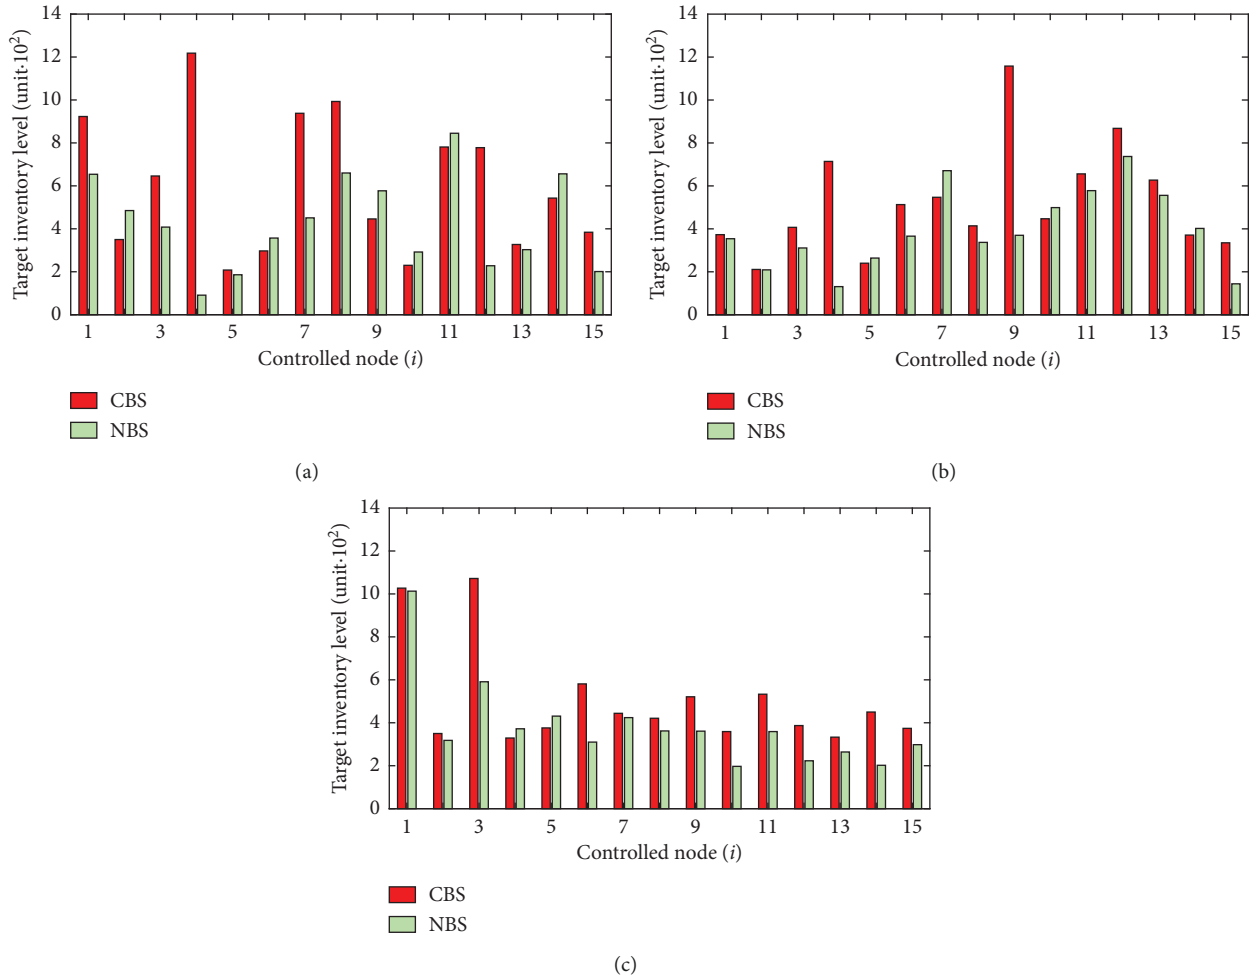 14
12
10
8
6
4
2
0
Target inventory level (unit·10²)
1 3 5 7 9 11 13 15
Controlled node (i)
CBS
NBS
(a)
14
12
10
8
6
4
2
0
Target inventory level (unit·10²)
1 3 5 7 9 11 13 15
Controlled node (i)
CBS
NBS
(b)
14
12
10
8
6
4
2
0
Target inventory level (unit·10²)
1 3 5 7 9 11 13 15
Controlled node (i)
CBS
NBS
(c)